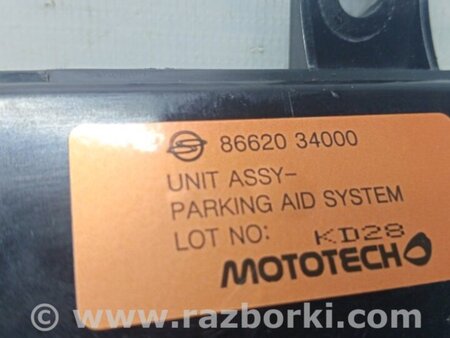 86620 34000
UNIT ASSY-
PARKING AID SYSTEM
LOT NO: KD28
MOTOTECH
www.razborki.com